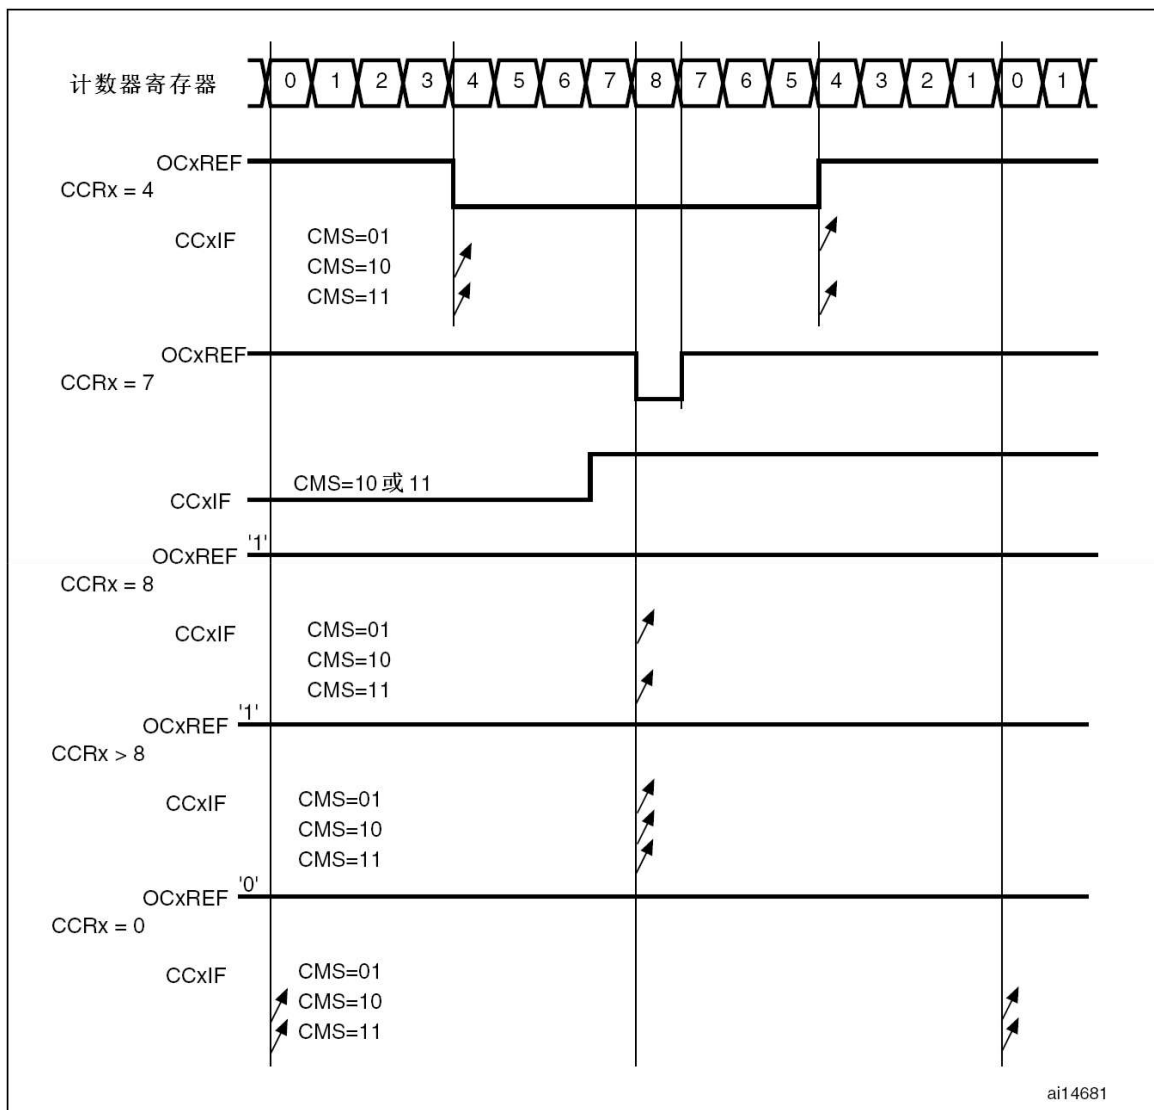 计数器寄存器 0 1 2 3 4 5 6 7 8 7 6 5 4 3 2 1 0 1
OCxREF
CCRx = 4
CCxIF CMS=01
CMS=10
CMS=11
OCxREF
CCRx = 7
CMS=10 或 11
CCxIF
OCxREF '1'
CCRx = 8
CCxIF CMS=01
CMS=10
CMS=11
OCxREF '1'
CCRx > 8
CCxIF CMS=01
CMS=10
CMS=11
OCxREF '0'
CCRx = 0
CCxIF CMS=01
CMS=10
CMS=11
ai14681